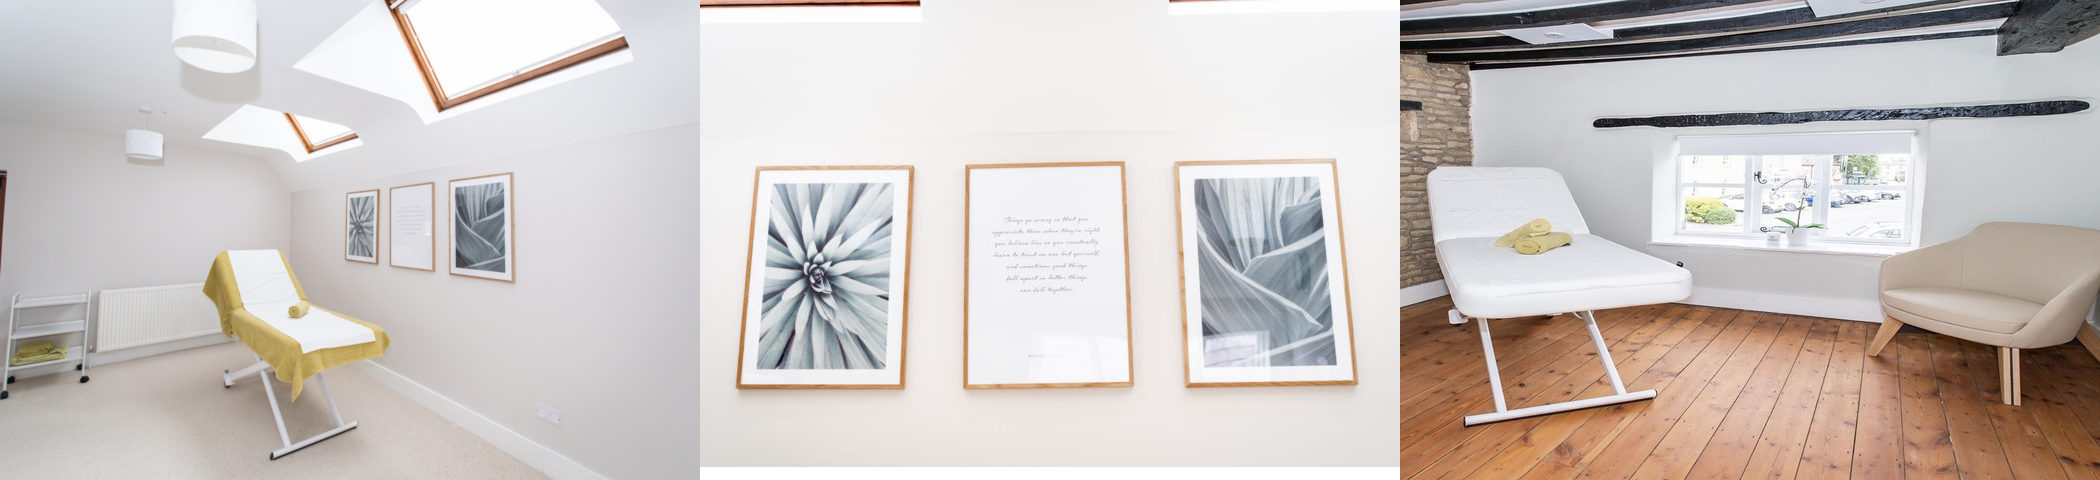 Things go wrong so that you
appreciate them when they're right
you believe lies so you eventually
learn to trust no one but yourself
and sometimes good things
fall apart so better things
can fall together.